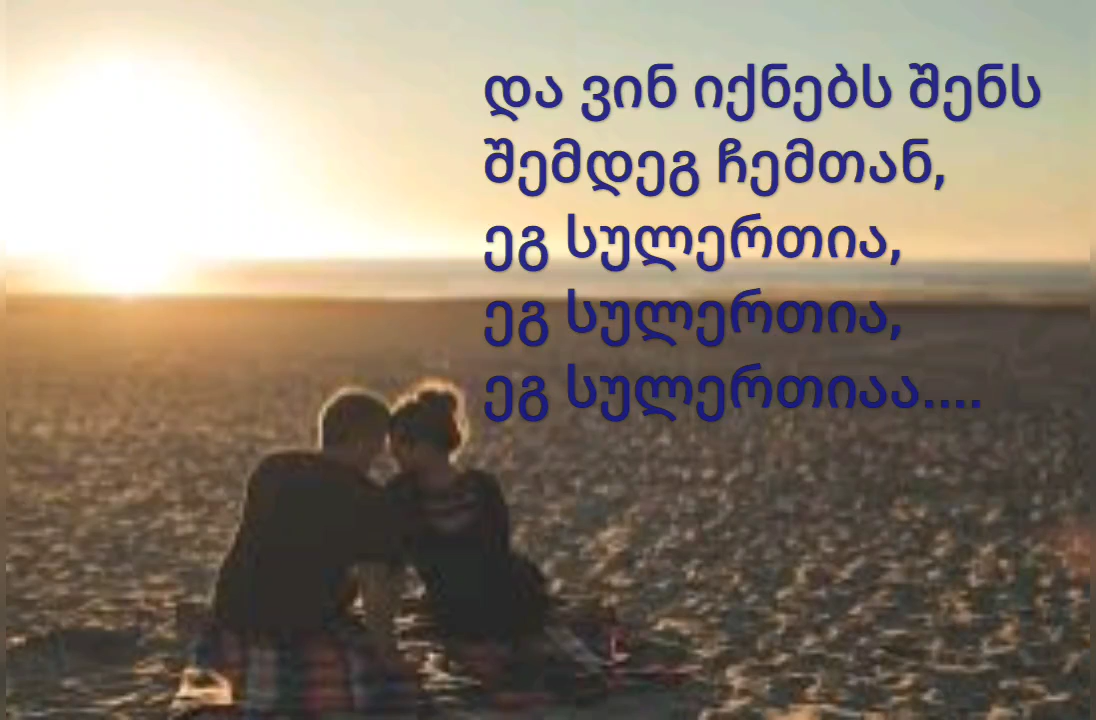 და ვინ იქნებს შენს
შემდეგ ჩემთან,
ეგ სულერთია,
ეგ სულერთია,
ეგ სულერთიაა....